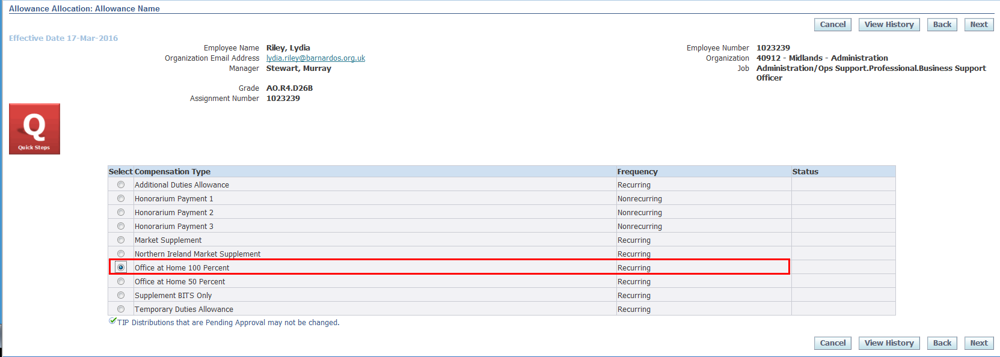 Allowance Allocation: Allowance Name
Cancel View History Back Next
Effective Date 17-Mar-2016
Employee Name Riley, Lydia Employee Number 1023239
Organization Email Address lydia.riley@barnardos.org.uk Organization 40912 - Midlands - Administration
Manager Stewart, Murray Job Administration/Ops Support.Professional.Business Support
Officer
Grade AO.R4.D26B
Assignment Number 1023239
Q
Quick Steps
Select Compensation Type Frequency Status
Additional Duties Allowance Recurring
Honorarium Payment 1 Nonrecurring
Honorarium Payment 2 Nonrecurring
Honorarium Payment 3 Nonrecurring
Market Supplement Recurring
Northern Ireland Market Supplement Recurring
Office at Home 100 Percent Recurring
Office at Home 50 Percent Recurring
Supplement BITS Only Recurring
Temporary Duties Allowance Recurring
TIP Distributions that are Pending Approval may not be changed.
Cancel View History Back Next